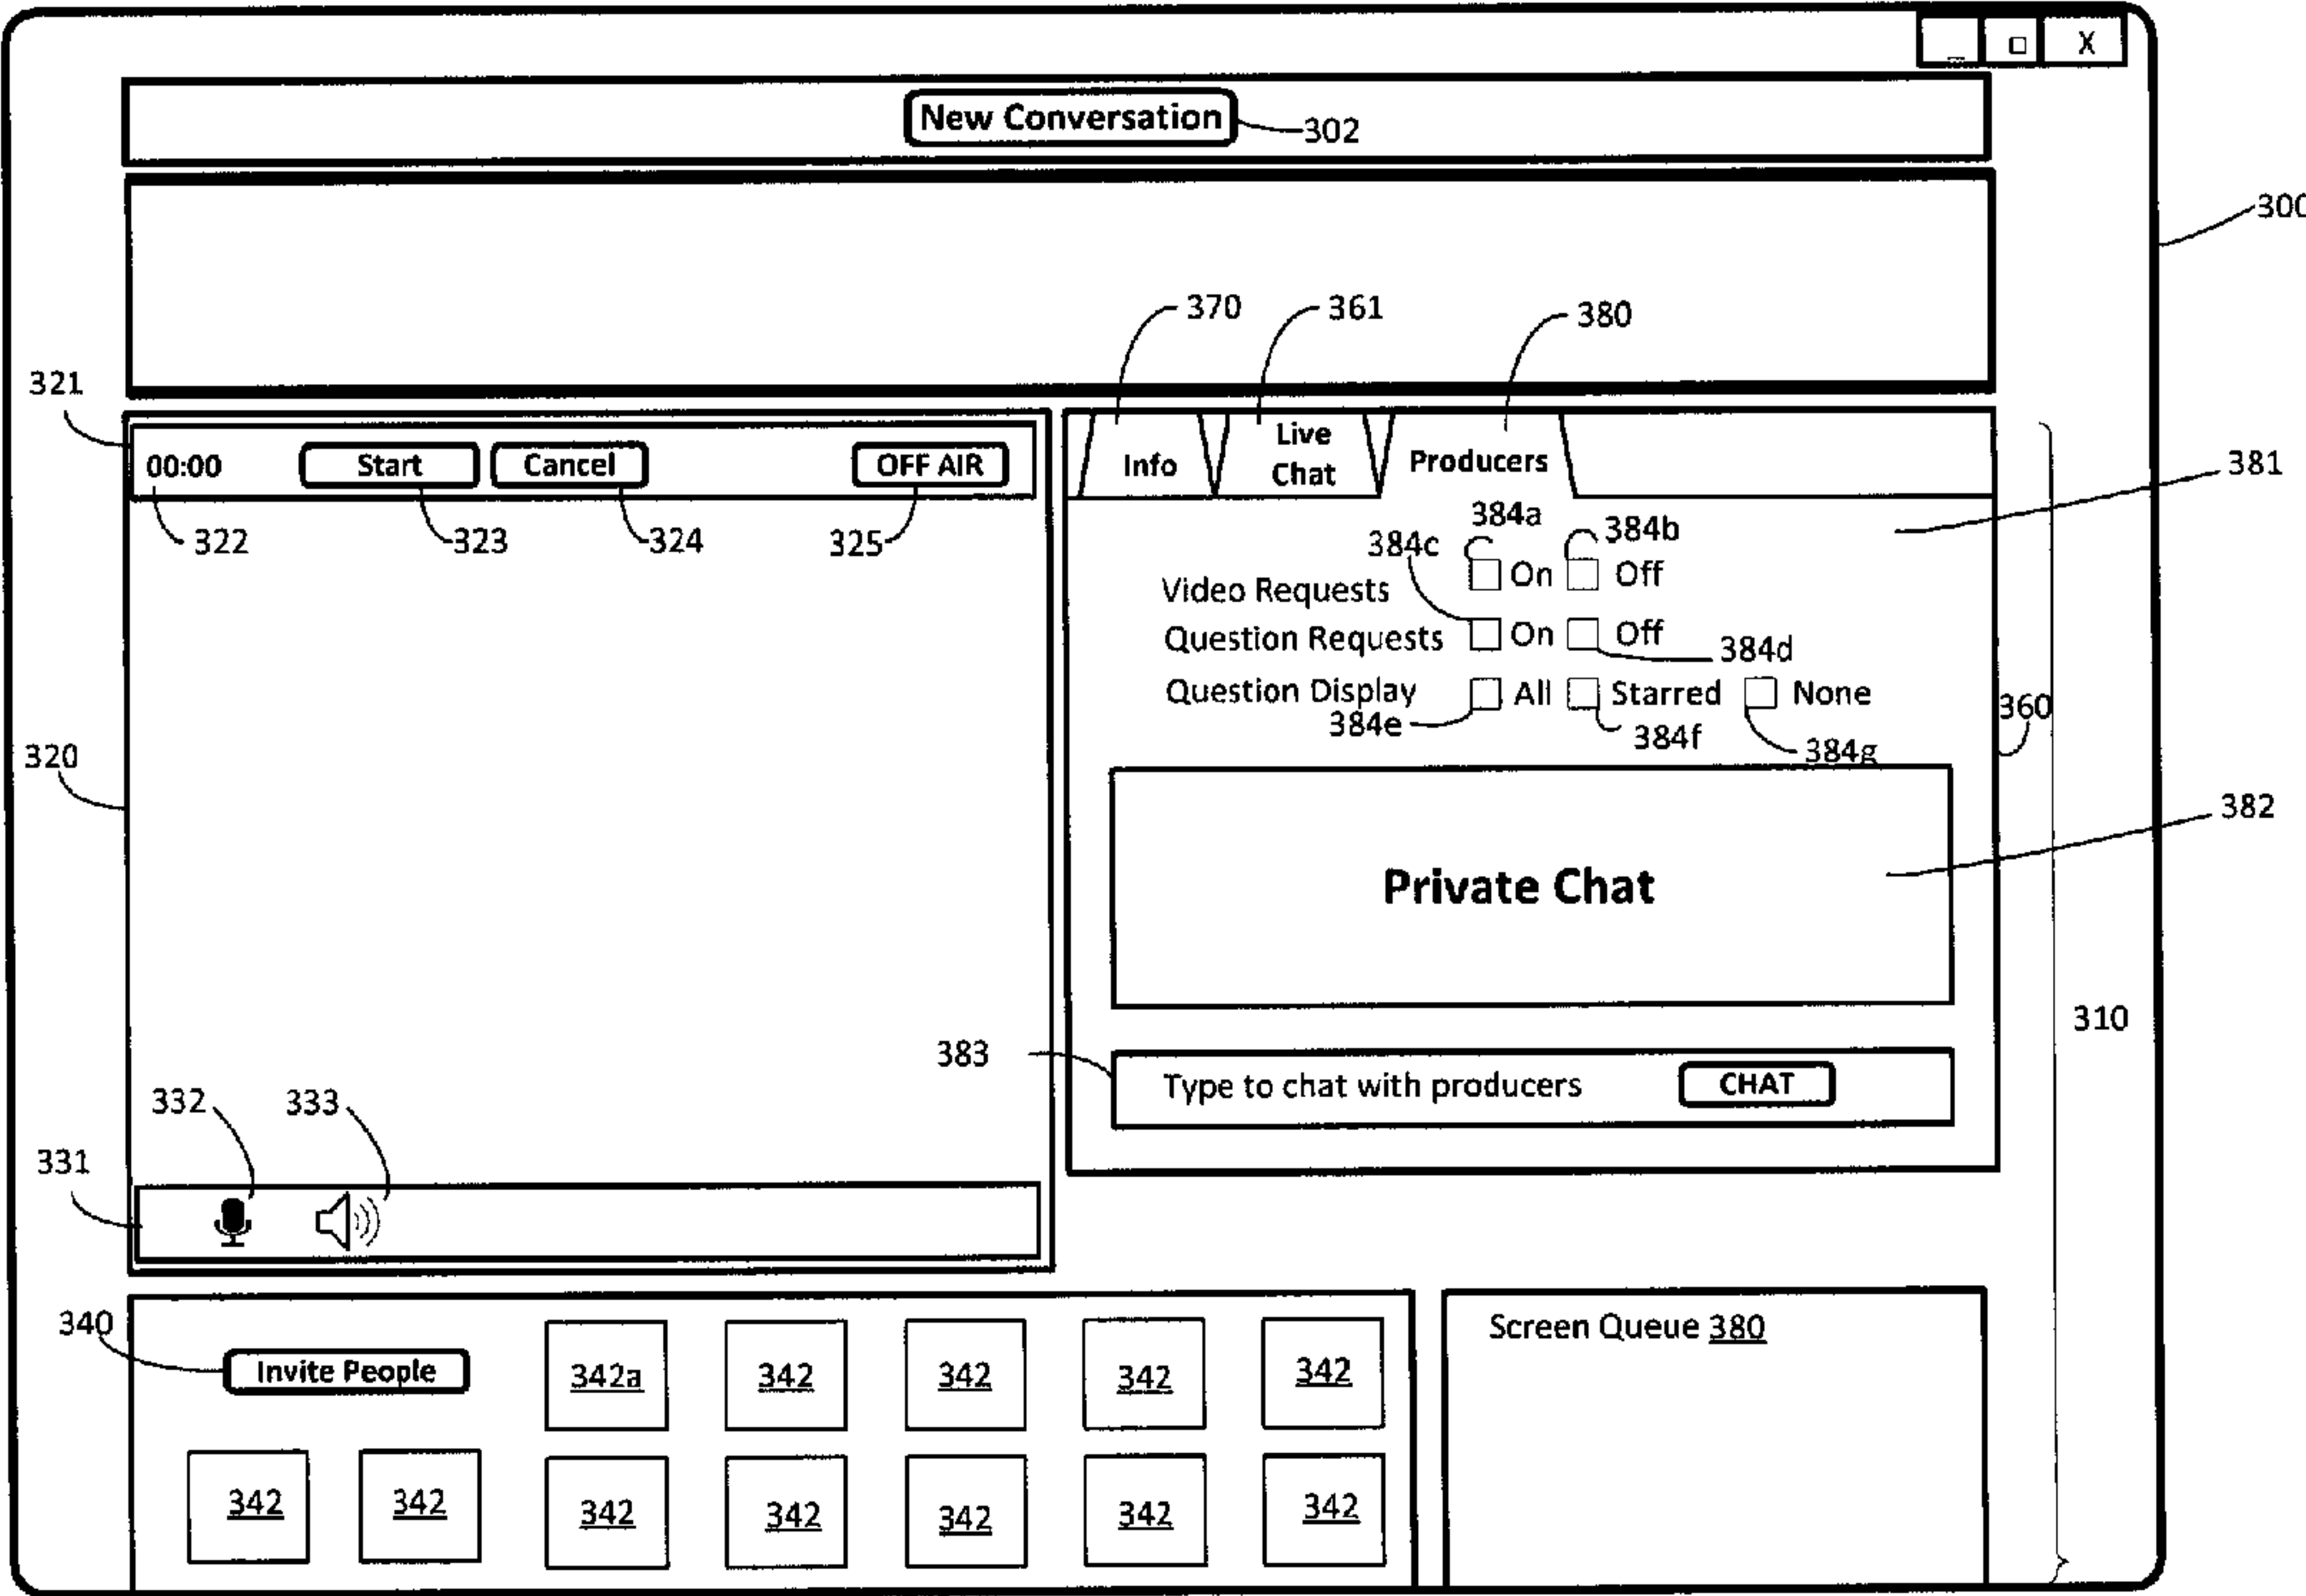 X
New Conversation
302
300
370
361
380
321
00:00
Start
Cancel
OFF AIR
Info
Live
Chat
Producers
381
322
323
324
325
384a
384b
384c
Video Requests
On
Off
Question Requests
On
Off
384d
Question Display
All
Starred
None
360
384e
384f
384g
320
382
Private Chat
310
383
Type to chat with producers
CHAT
332
333
331
340
Invite People
342a
342
342
342
342
Screen Queue 380
342
342
342
342
342
342
342